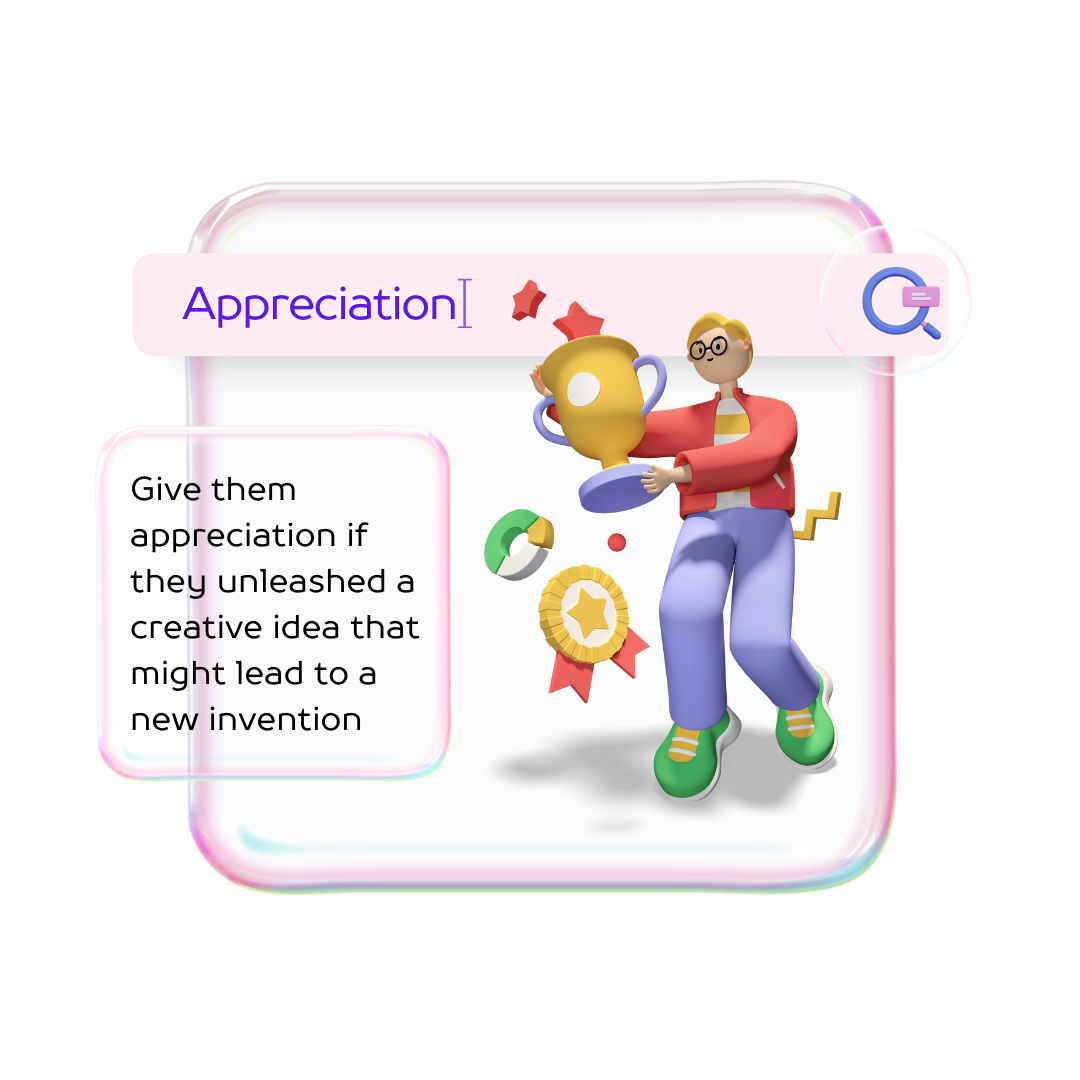 Appreciation
Give them
appreciation if
they unleashed a
creative idea that
might lead to a
new invention